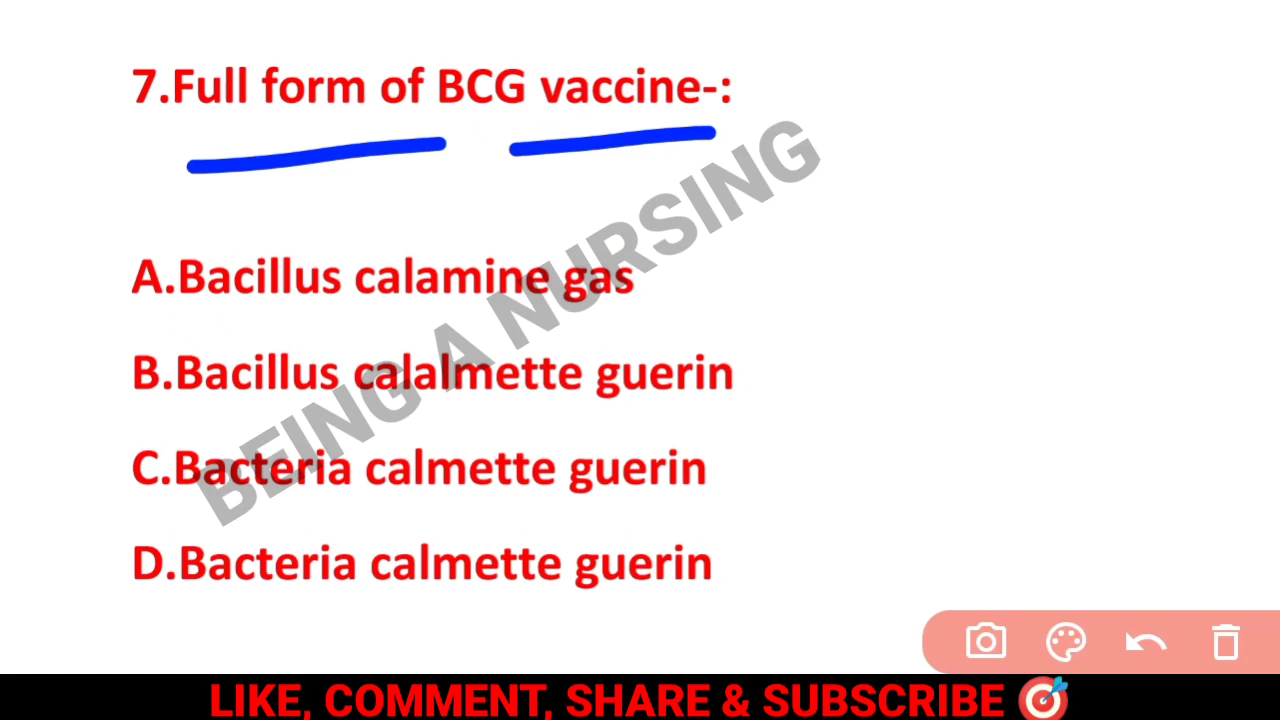 7.Full form of BCG vaccine-:
A.Bacillus calamine gas
B.Bacillus calalmette guerin
C.Bacteria calmette guerin
D.Bacteria calmette guerin
BEING A NURSING
LIKE, COMMENT, SHARE & SUBSCRIBE 🎯